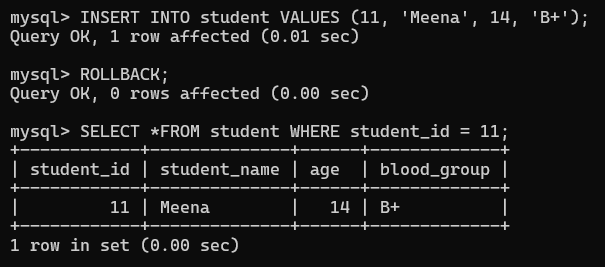 mysql> INSERT INTO student VALUES (11, 'Meena', 14, 'B+');
Query OK, 1 row affected (0.01 sec)
mysql> ROLLBACK;
Query OK, 0 rows affected (0.00 sec)
mysql> SELECT *FROM student WHERE student_id = 11;
+------------+--------------+------+-------------+
| student_id | student_name | age  | blood_group |
+------------+--------------+------+-------------+
|         11 | Meena        |   14 | B+          |
+------------+--------------+------+-------------+
1 row in set (0.00 sec)